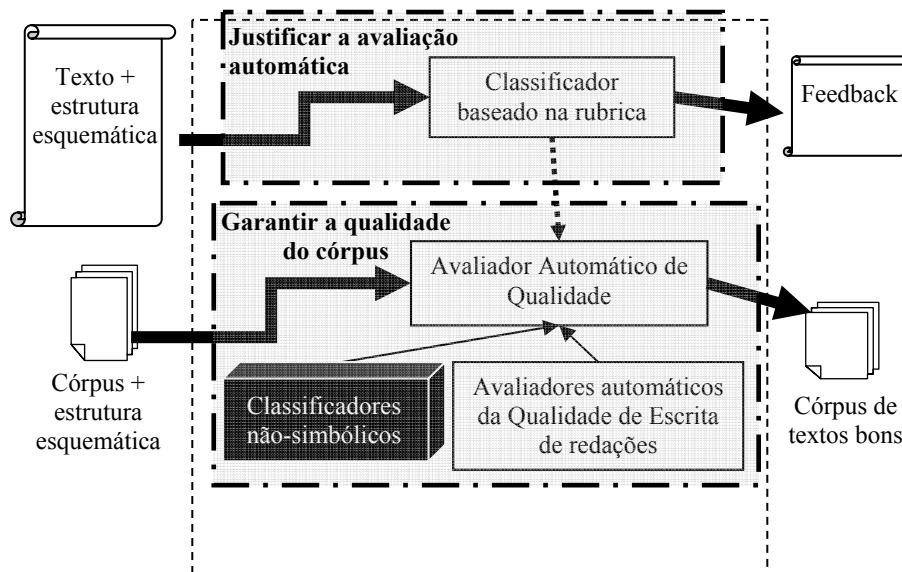 Justificar a avaliação
automática
Texto +
estrutura
esquemática
Classificador
baseado na rubrica
Feedback
Garantir a qualidade
do córpus
Avaliador Automático de
Qualidade
Córpus +
estrutura
esquemática
Classificadores
não-simbólicos
Avaliadores automáticos
da Qualidade de Escrita
de redações
Córpus de
textos bons